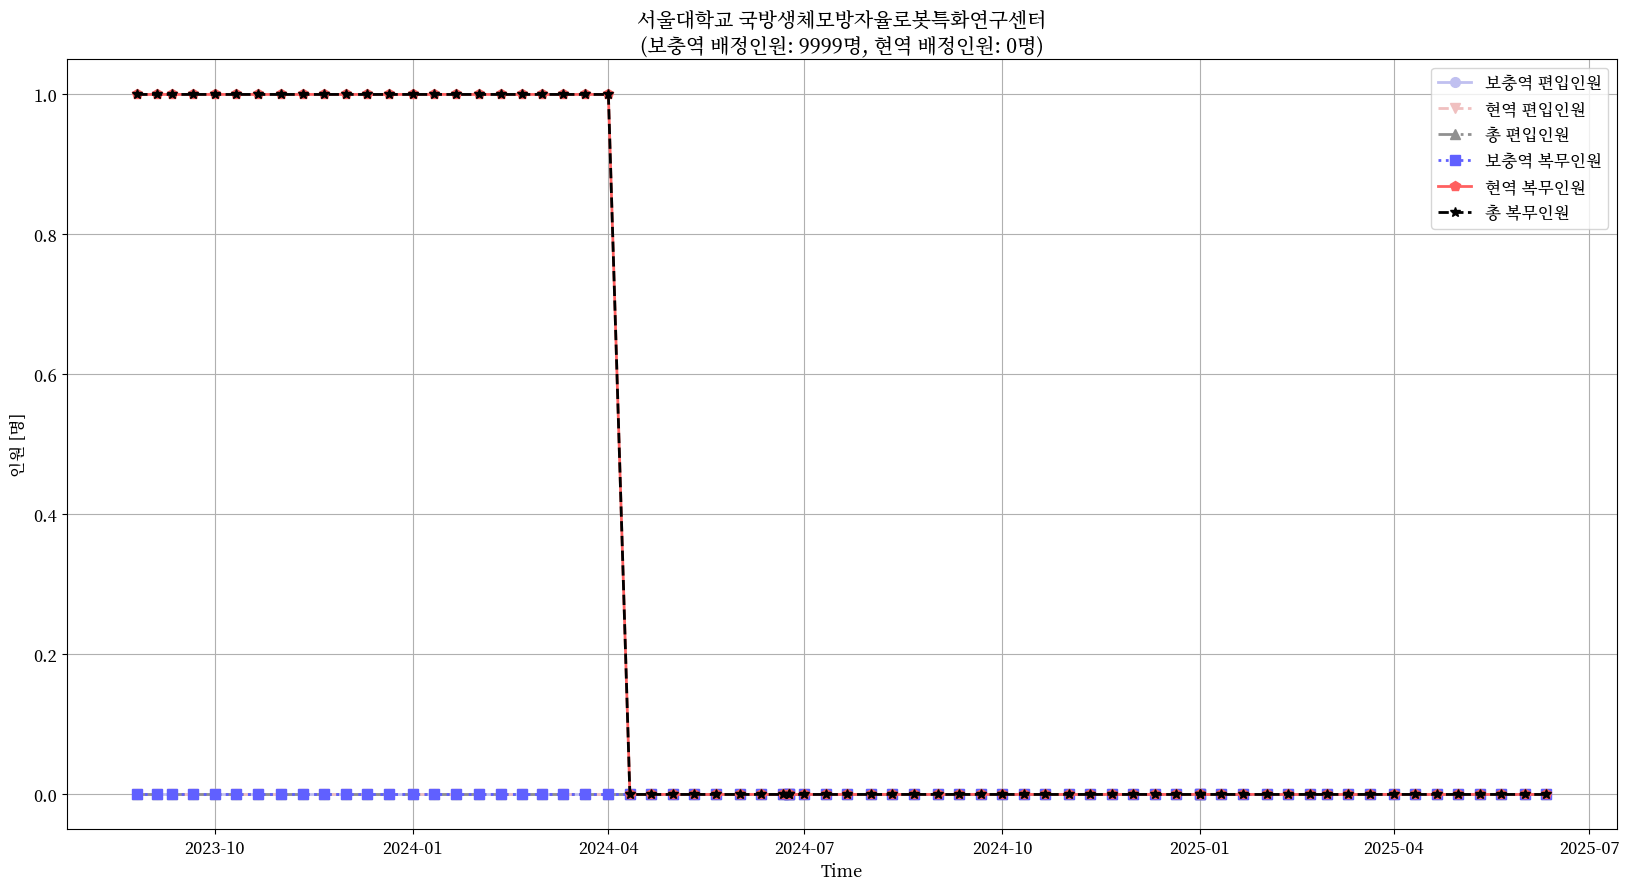 서울대학교 국방생체모방자율로봇특화연구센터
(보충역 배정인원: 9999명, 현역 배정인원: 0명)
보충역 편입인원
현역 편입인원
총 편입인원
보충역 복무인원
현역 복무인원
총 복무인원
인원 [명]
1.0
0.8
0.6
0.4
0.2
0.0
2023-10
2024-01
2024-04
2024-07
2024-10
2025-01
2025-04
2025-07
Time